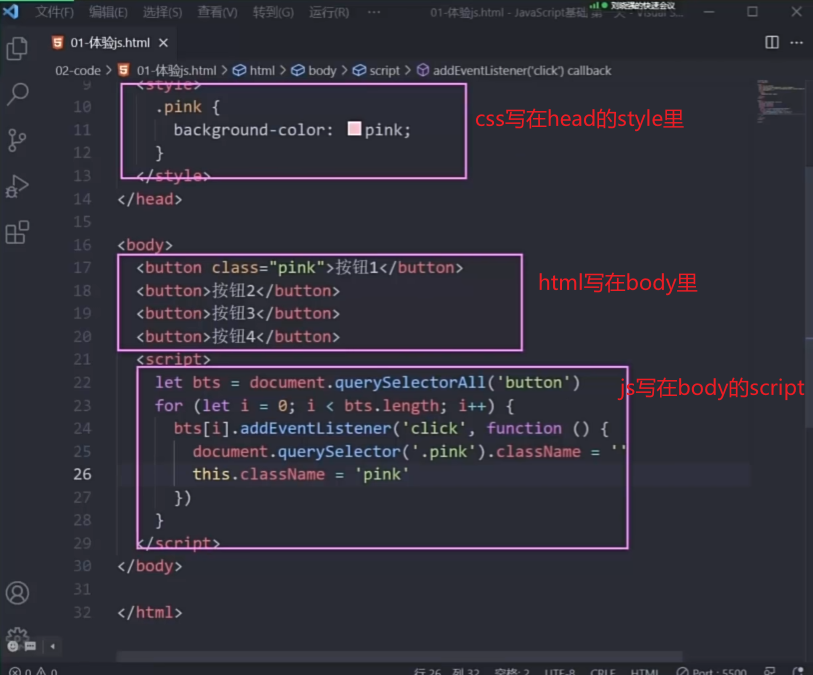 文件(F) 编辑(E) 选择(S) 查看(V) 转到(G) 运行(R) ··· 01-体验js.html - JavaScript基础 第
01-体验js.html
02-code > 01-体验js.html > html > body > script > addEventListener('click') callback
9 <style>
10 .pink {
css写在head的style里
11 background-color: pink;
12 }
13 </style>
14 </head>
15
16 <body>
17 <button class="pink">按钮1</button>
18 <button>按钮2</button>
html写在body里
19 <button>按钮3</button>
20 <button>按钮4</button>
21 <script>
22 let bts = document.querySelectorAll('button')
js写在body的script
23 for (let i = 0; i < bts.length; i++) {
24 bts[i].addEventListener('click', function () {
25 document.querySelector('.pink').className = ''
26 this.className = 'pink'
27 })
28 }
29 </script>
30 </body>
31
32 </html>
0 0 行 26, 列 32 空格: 2 UTF-8 CRLF HTML Port : 5500